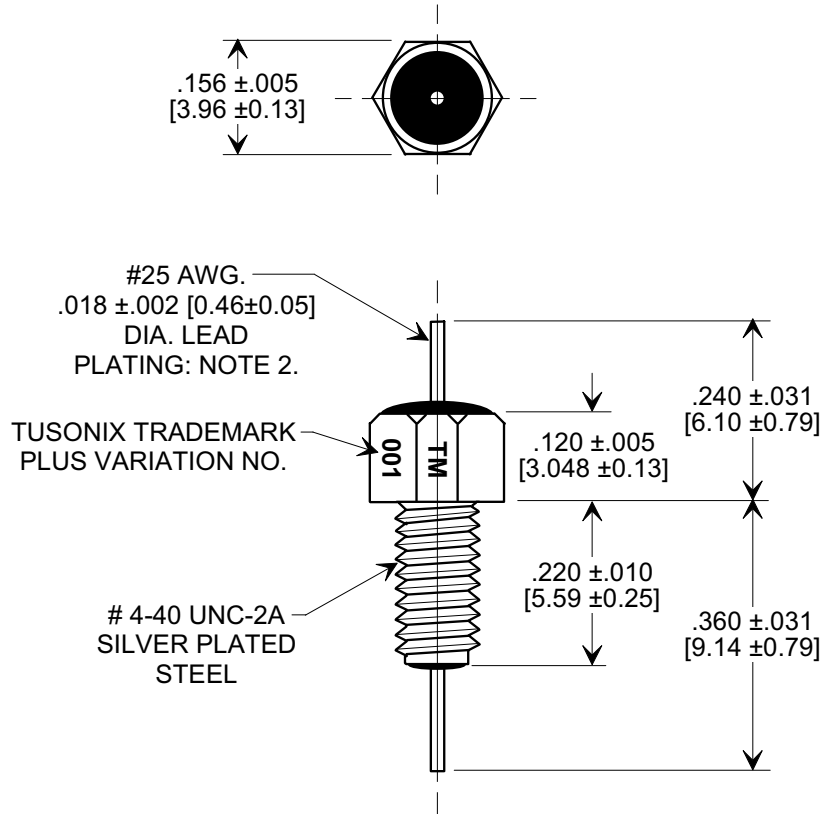 .156 ±.005
[3.96 ±0.13]
#25 AWG.
.018 ±.002 [0.46±0.05]
DIA. LEAD
PLATING: NOTE 2.
TUSONIX TRADEMARK
PLUS VARIATION NO.
001
TM
# 4-40 UNC-2A
SILVER PLATED
STEEL
.120 ±.005
[3.048 ±0.13]
.240 ±.031
[6.10 ±0.79]
.220 ±.010
[5.59 ±0.25]
.360 ±.031
[9.14 ±0.79]